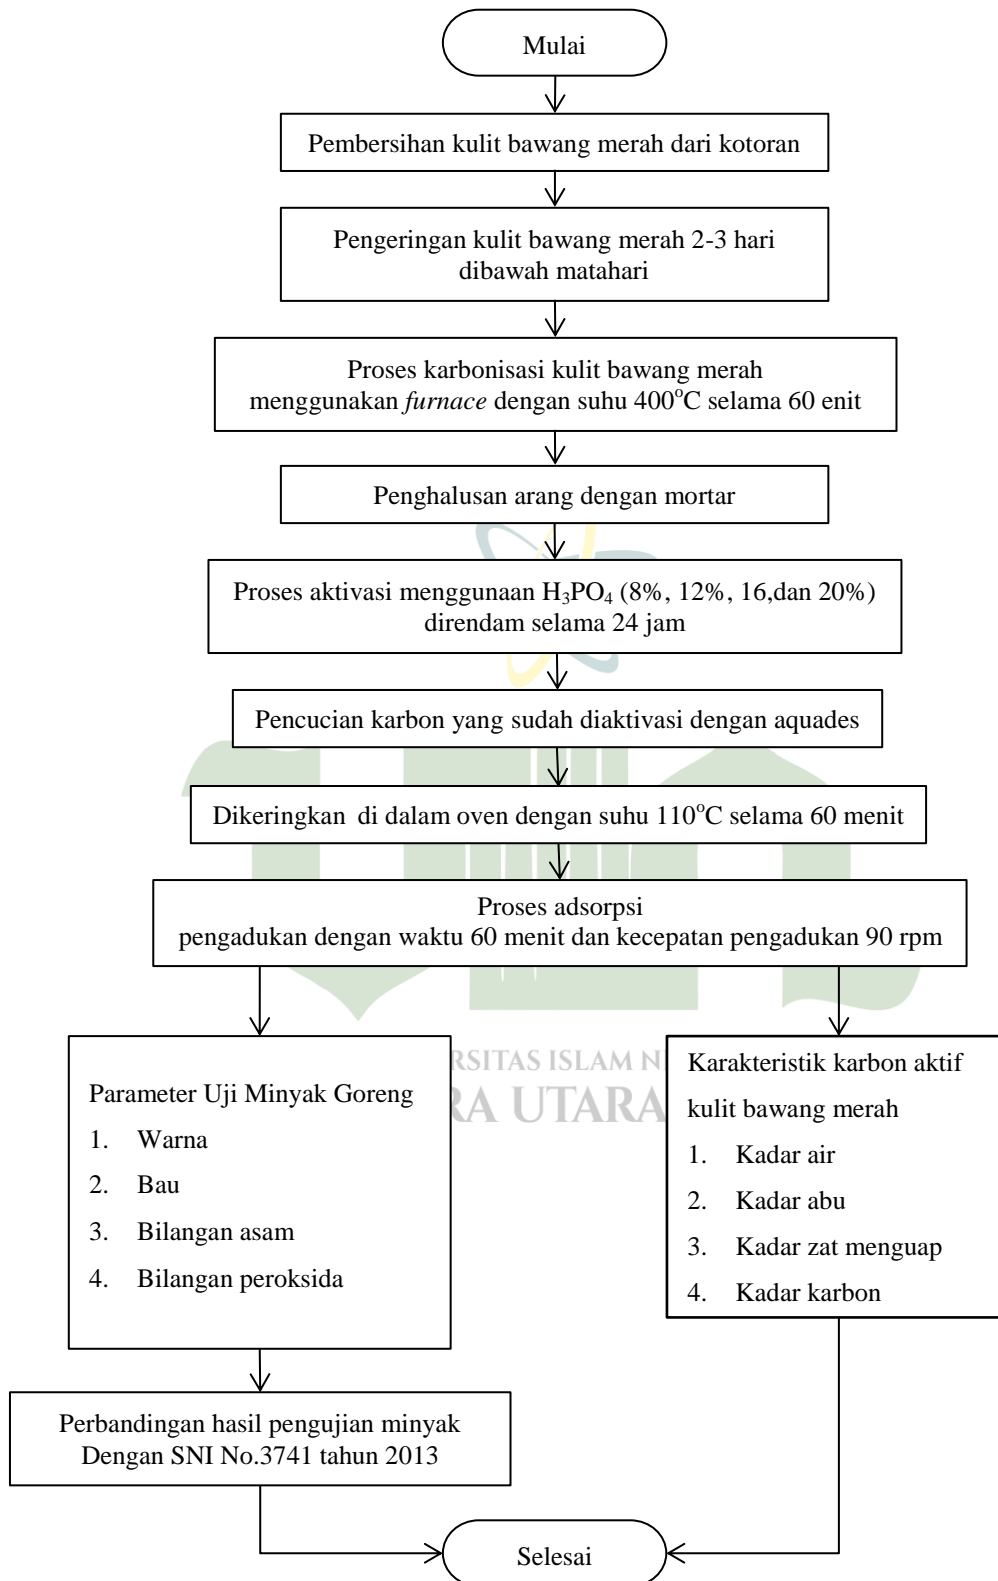 Mulai
Pembersihan kulit bawang merah dari kotoran
Pengeringan kulit bawang merah 2-3 hari
dibawah matahari
Proses karbonisasi kulit bawang merah
menggunakan furnace dengan suhu 400°C selama 60 enit
Penghalusan arang dengan mortar
Proses aktivasi menggunaan H₃PO₄ (8%, 12%, 16,dan 20%)
direndam selama 24 jam
Pencucian karbon yang sudah diaktivasi dengan aquades
Dikeringkan di dalam oven dengan suhu 110°C selama 60 menit
Proses adsorpsi
pengadukan dengan waktu 60 menit dan kecepatan pengadukan 90 rpm
Parameter Uji Minyak Goreng
1. Warna
2. Bau
3. Bilangan asam
4. Bilangan peroksida
ISLAM
UTARA
Karakteristik karbon aktif
kulit bawang merah
1. Kadar air
2. Kadar abu
3. Kadar zat menguap
4. Kadar karbon
Perbandingan hasil pengujian minyak
Dengan SNI No.3741 tahun 2013
Selesai